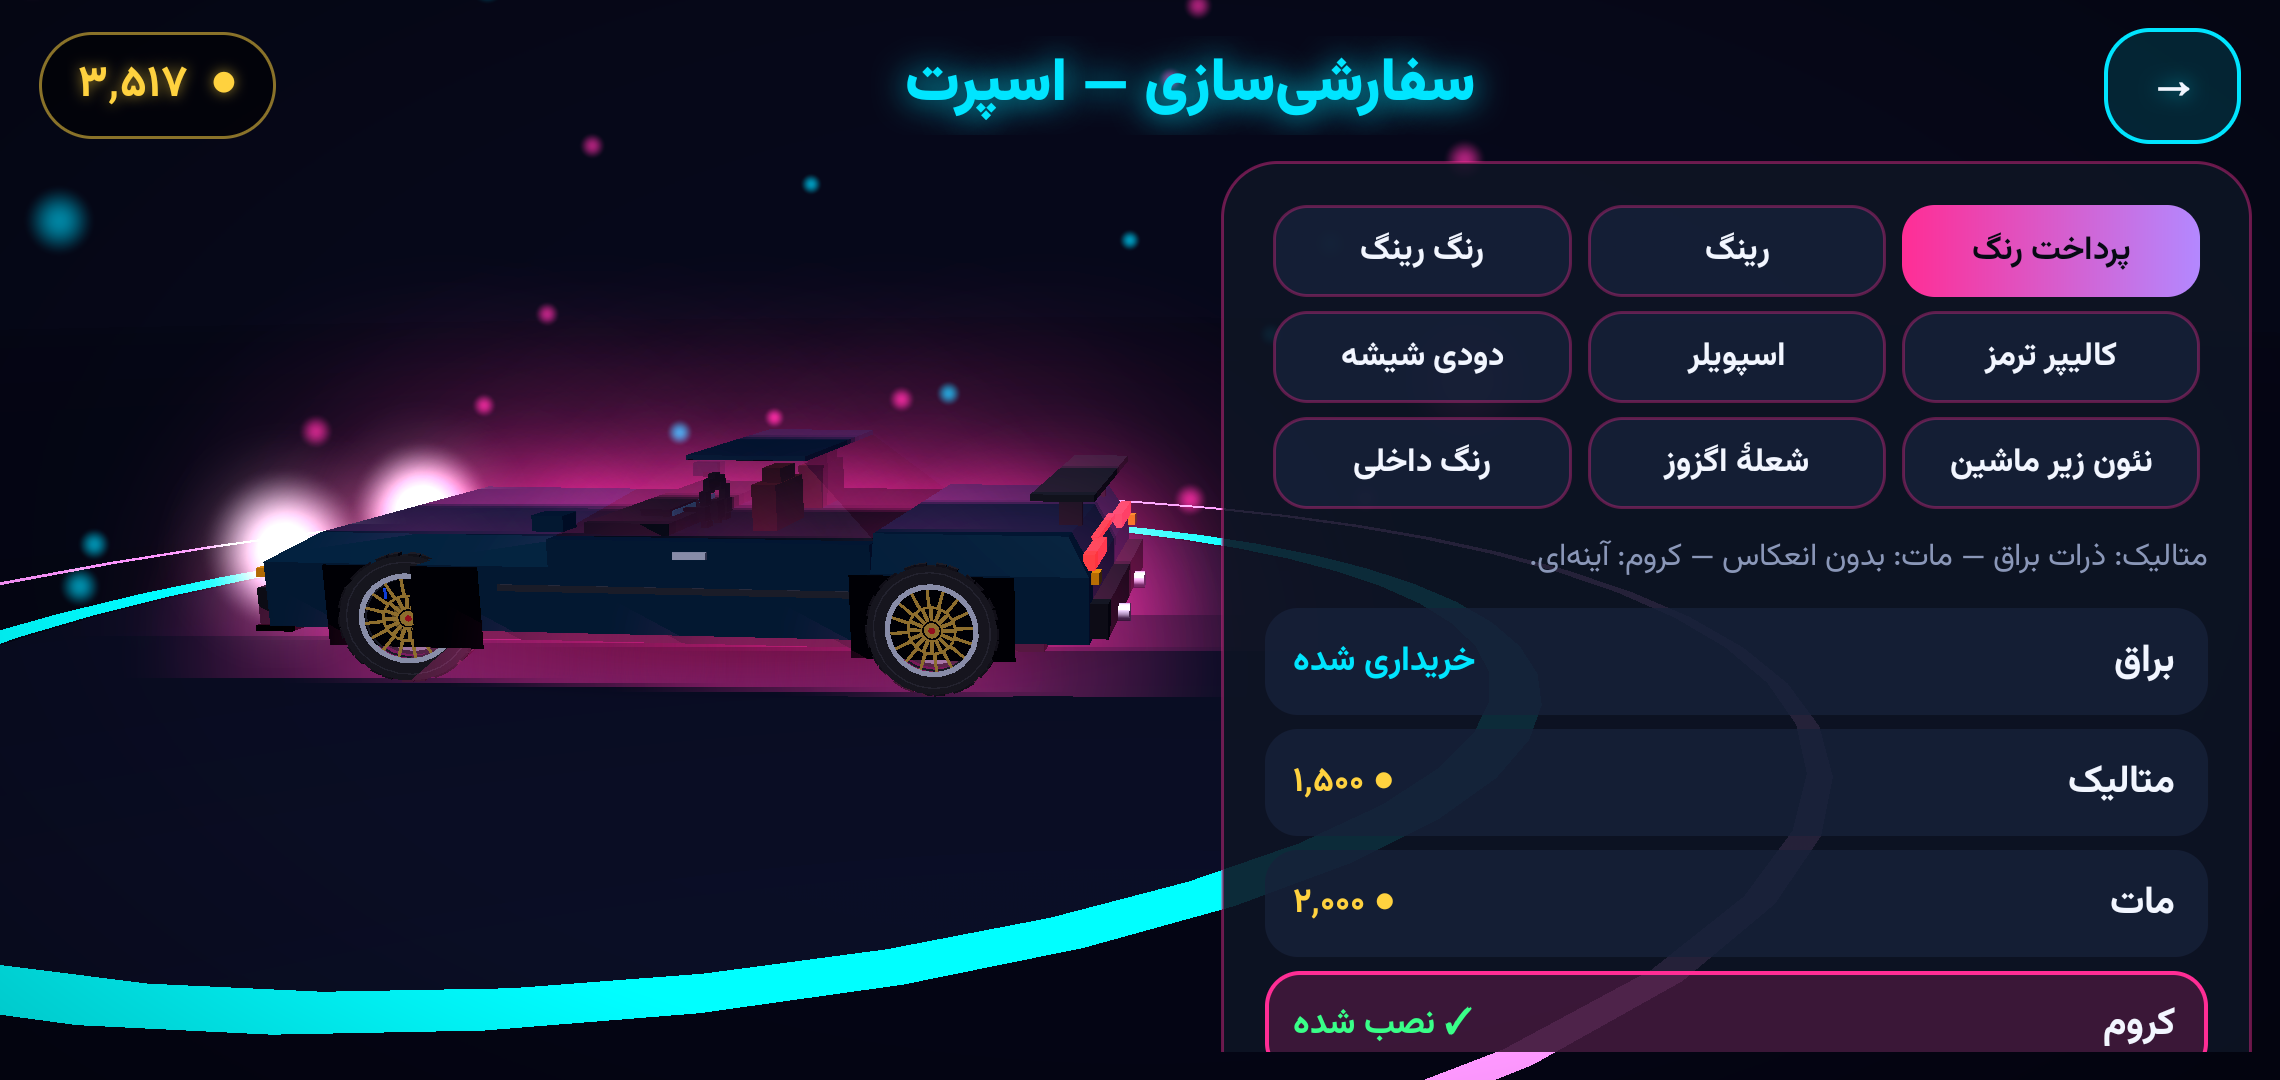 →
سفارشی‌سازی — اسپرت
۳,۵۱۷
پرداخت رنگ
رینگ
رنگ رینگ
کالیپر ترمز
اسپویلر
دودی شیشه
نئون زیر ماشین
شعلهٔ اگزوز
رنگ داخلی
متالیک: ذرات براق — مات: بدون انعکاس — کروم: آینه‌ای.
براق
خریداری شده
متالیک
۱,۵۰۰
مات
۲,۰۰۰
کروم
✓ نصب شده